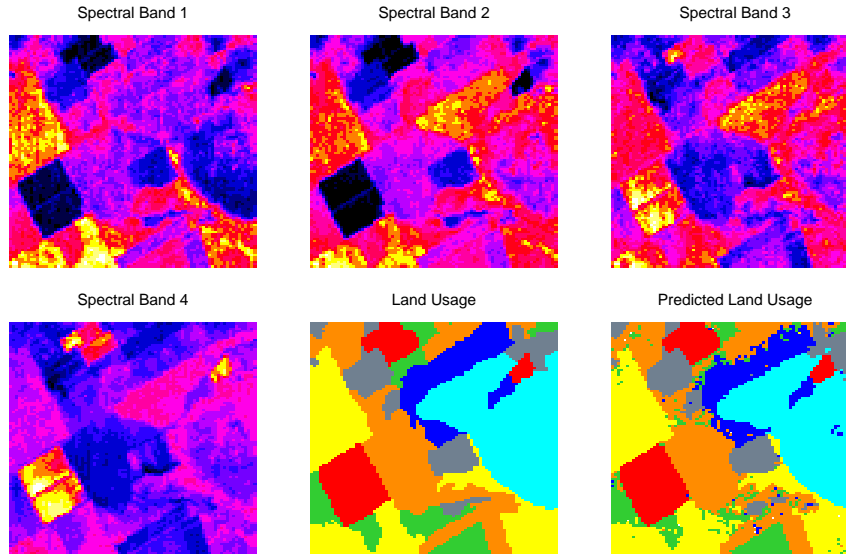 Spectral Band 1
Spectral Band 2
Spectral Band 3
Spectral Band 4
Land Usage
Predicted Land Usage